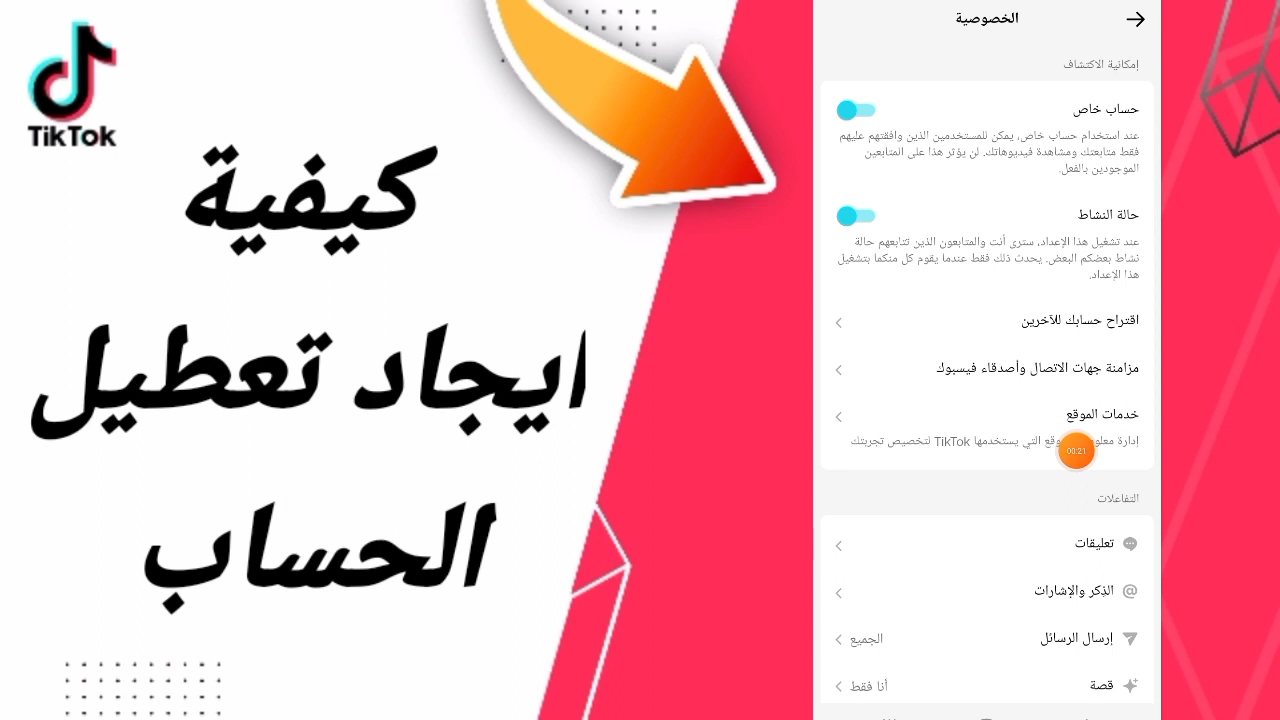 TikTok
كيفية
ايجاد تعطيل
الحساب
الخصوصية
إمكانية الاكتشاف
حساب خاص
عند استخدام حساب خاص، يمكن للمستخدمين الذين وافقتهم عليهم
فقط متابعتك ومشاهدة فيديوهاتك. لن يؤثر هذا على المتابعين
الموجودين بالفعل.
حالة النشاط
عند تشغيل هذا الإعداد، سترى أنت والمتابعون الذين تتابعهم حالة
نشاط بعضكم البعض. يحدث ذلك فقط عندما يقوم كل منكما بتشغيل
هذا الإعداد.
اقتراح حسابك للآخرين
مزامنة جهات الاتصال وأصدقاء فيسبوك
خدمات الموقع
إدارة التي يستخدمها TikTok لتخصيص تجربتك
00:21
التفاعلات
تعليقات
الذكر والإشارات
إرسال الرسائل الجميع
قصة أنا فقط